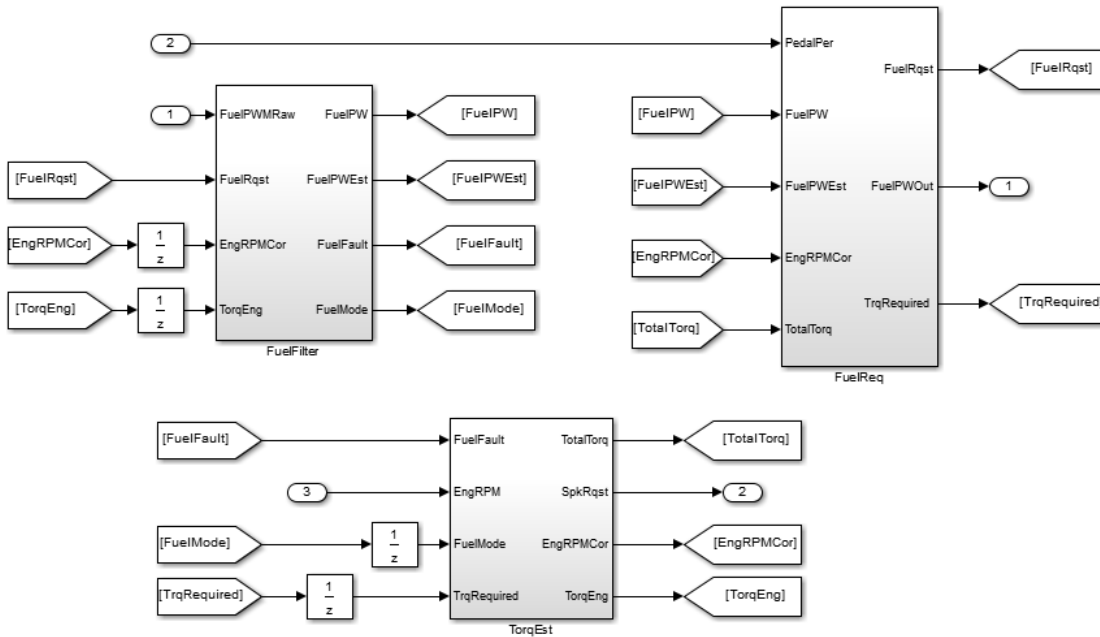 2
PedalPer
FuelRqst
[FuelRqst]
1
FuelPWMRaw
FuelPW
[FuelPW]
[FuelPW]
FuelPW
[FuelRqst]
FuelRqst
FuelPWEst
[FuelPWEst]
[FuelPWEst]
FuelPWEst
FuelPWOut
1
[EngRPMCor]
1
z
EngRPMCor
FuelFault
[FuelFault]
[EngRPMCor]
EngRPMCor
[TorqEng]
1
z
TorqEng
FuelMode
[FuelMode]
TrqRequired
[TrqRequired]
[TotalTorq]
TotalTorq
FuelFilter
FuelReq
[FuelFault]
FuelFault
TotalTorq
[TotalTorq]
3
EngRPM
SpkRqst
2
[FuelMode]
1
z
FuelMode
EngRPMCor
[EngRPMCor]
[TrqRequired]
1
z
TrqRequired
TorqEng
[TorqEng]
TorqEst